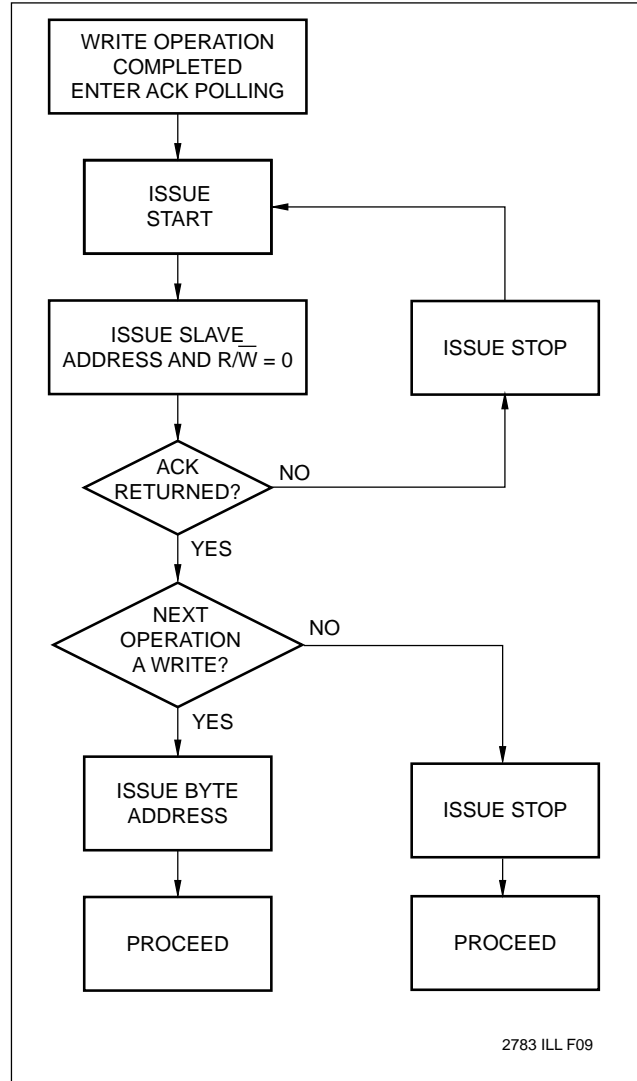 WRITE OPERATION
COMPLETED
ENTER ACK POLLING
ISSUE
START
ISSUE SLAVE
ADDRESS AND R/W̅ = 0
ISSUE STOP
ACK
RETURNED?
NO
YES
NEXT
OPERATION
A WRITE?
NO
YES
ISSUE BYTE
ADDRESS
ISSUE STOP
PROCEED
PROCEED
2783 ILL F09